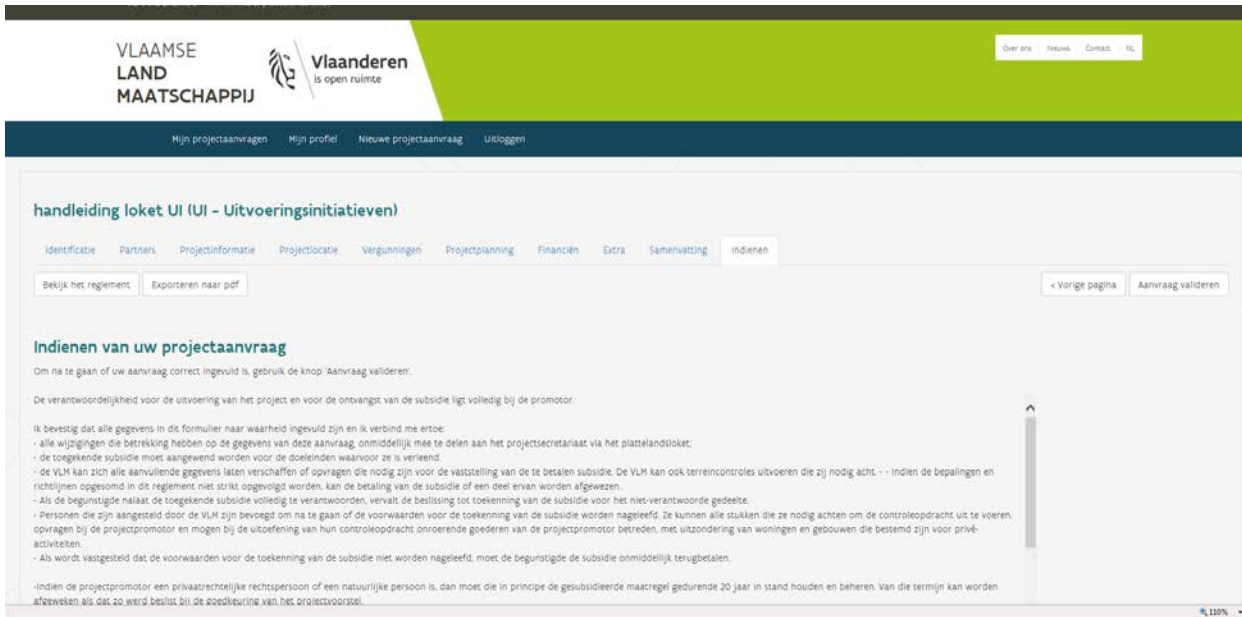 VLAAMSE
LAND
MAATSCHAPPIJ
Vlaanderen
is open ruimte
Over ons Nieuws Contact NL
Mijn projectaanvragen Mijn profiel Nieuwe projectaanvraag Uitloggen
handleiding loket UI (UI - Uitvoeringsinitiatieven)
Identificatie Partners Projectinformatie Projectlocatie Vergunningen Projectplanning Financiën Extra Samenvatting Indienen
Bekijk het reglement Exporteren naar pdf < Vorige pagina Aanvraag valideren
Indienen van uw projectaanvraag
Om na te gaan of uw aanvraag correct ingevuld is, gebruik de knop 'Aanvraag valideren'.
De verantwoordelijkheid voor de uitvoering van het project en voor de ontvangst van de subsidie ligt volledig bij de promotor.
Ik bevestig dat alle gegevens in dit formulier naar waarheid ingevuld zijn en ik verbind me ertoe:
- alle wijzigingen die betrekking hebben op de gegevens van deze aanvraag, onmiddellijk mee te delen aan het projectsecretariaat via het plattelandsloket;
- de toegekende subsidie moet aangewend worden voor de doeleinden waarvoor ze is verleend.
- de VLM kan zich alle aanvullende gegevens laten verschaffen of opvragen die nodig zijn voor de vaststelling van de te betalen subsidie. De VLM kan ook terreincontroles uitvoeren die zij nodig acht. - - Indien de bepalingen en
richtlijnen opgesomd in dit reglement niet strikt opgevolgd worden, kan de betaling van de subsidie of een deel ervan worden afgewezen.
- Als de begunstigde nalaat de toegekende subsidie volledig te verantwoorden, vervalt de beslissing tot toekenning van de subsidie voor het niet-verantwoorde gedeelte.
- Personen die zijn aangesteld door de VLM zijn bevoegd om na te gaan of de voorwaarden voor de toekenning van de subsidie worden nageleefd. Ze kunnen alle stukken die ze nodig achten om de controleopdracht uit te voeren,
opvragen bij de projectpromotor en mogen bij de uitoefening van hun controleopdracht onroerende goederen van de projectpromotor betreden, met uitzondering van woningen en gebouwen die bestemd zijn voor privé-
activiteiten.
- Als wordt vastgesteld dat de voorwaarden voor de toekenning van de subsidie niet worden nageleefd, moet de begunstigde de subsidie onmiddellijk terugbetalen.
-Indien de projectpromotor een privaatrechtelijke rechtspersoon of een natuurlijke persoon is, dan moet die in principe de gesubsidieerde maatregel gedurende 20 jaar in stand houden en beheren. Van die termijn kan worden
afgeweken als dat zo werd beslist bij de goedkeuring van het projectvoorstel.
110%